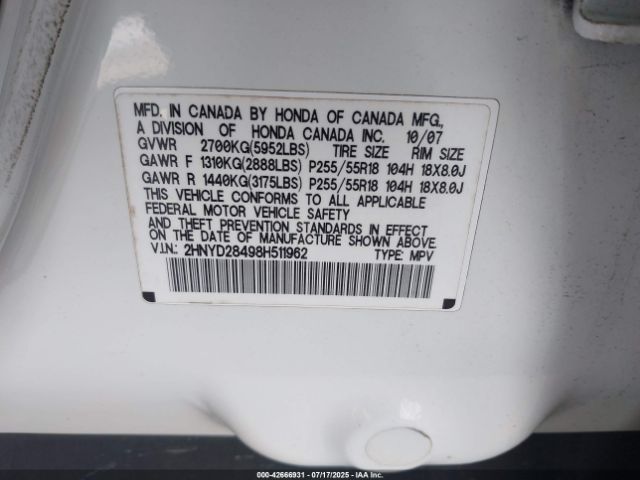 MFD. IN CANADA BY HONDA OF CANADA MFG.,
A DIVISION OF HONDA CANADA INC. 10/07
GVWR 2700KG(5952LBS) TIRE SIZE RIM SIZE
GAWR F 1310KG(2888LBS) P255/55R18 104H 18X8.0J
GAWR R 1440KG(3175LBS) P255/55R18 104H 18X8.0J
THIS VEHICLE CONFORMS TO ALL APPLICABLE
FEDERAL MOTOR VEHICLE SAFETY
AND THEFT PREVENTION STANDARDS IN EFFECT
ON THE DATE OF MANUFACTURE SHOWN ABOVE.
V.I.N.: 2HNYD28498H511962 TYPE: MPV
000-42666931 - 07/17/2025 - IAAI.COM